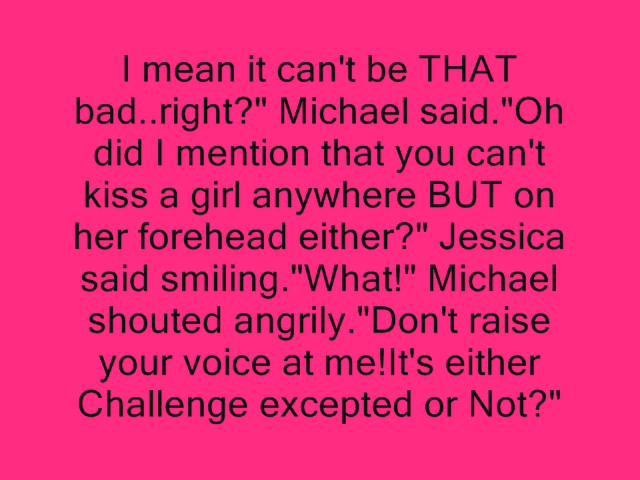 I mean it can't be THAT
bad..right?" Michael said."Oh
did I mention that you can't
kiss a girl anywhere BUT on
her forehead either?" Jessica
said smiling."What!" Michael
shouted angrily."Don't raise
your voice at me!It's either
Challenge excepted or Not?"